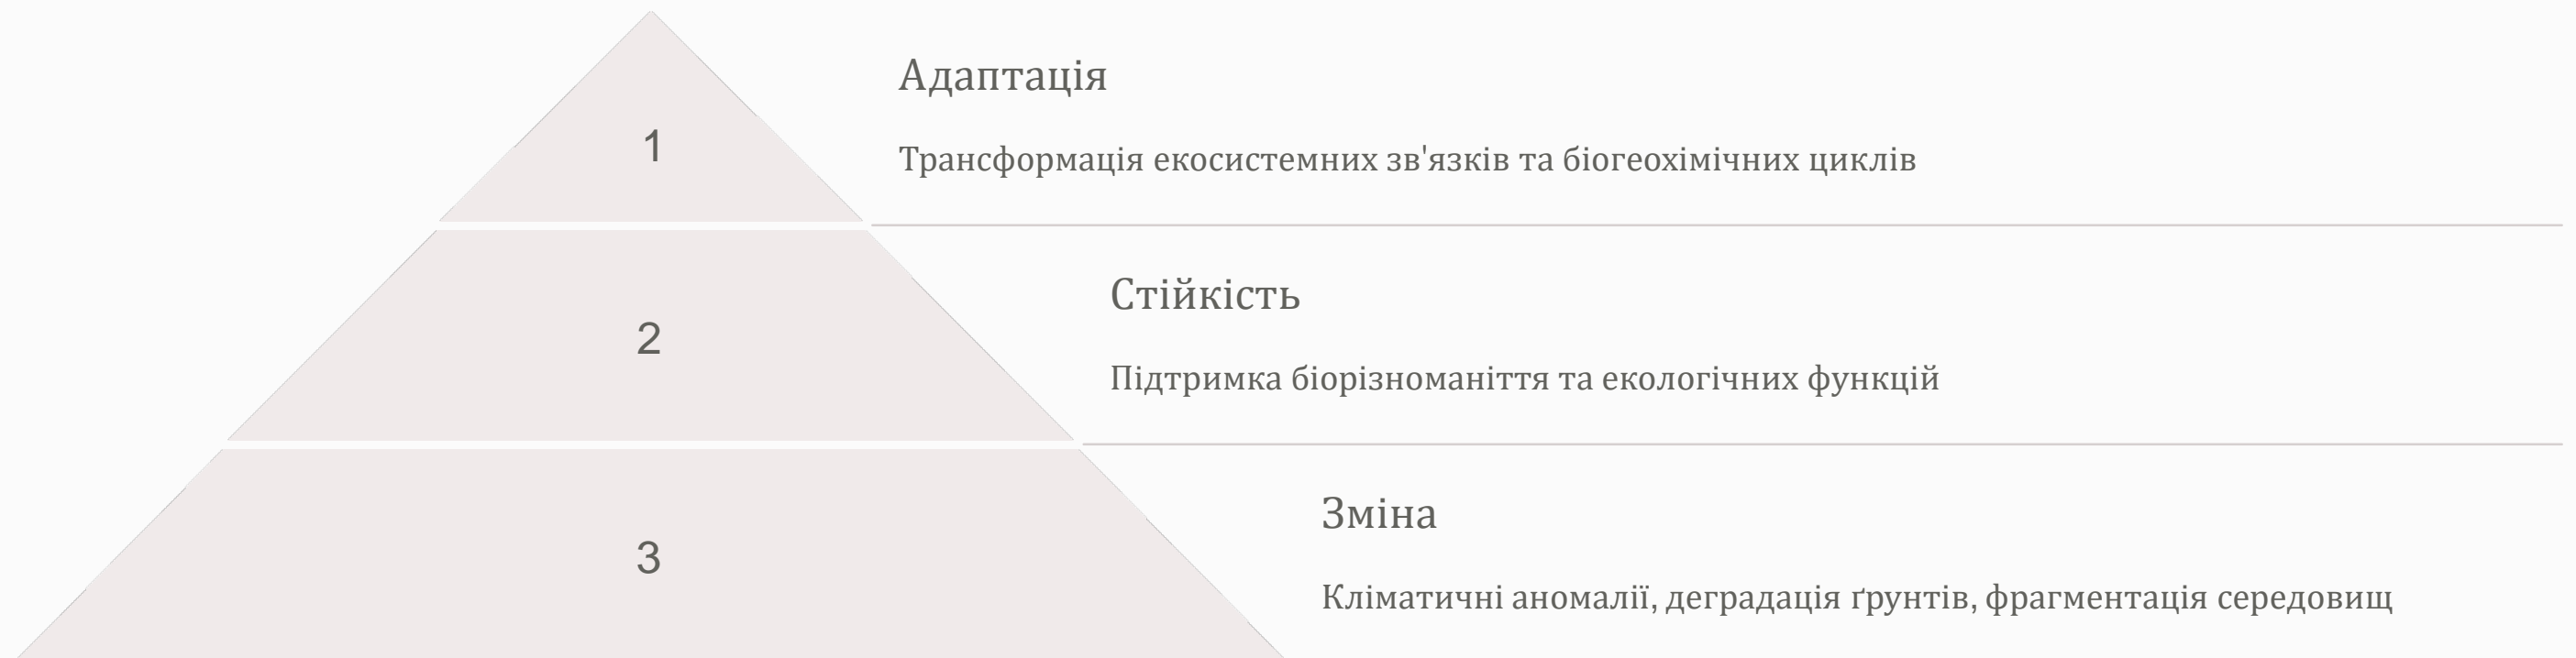 1
Адаптація
Трансформація екосистемних зв'язків та біогеохімічних циклів
2
Стійкість
Підтримка біорізноманіття та екологічних функцій
3
Зміна
Кліматичні аномалії, деградація ґрунтів, фрагментація середовищ